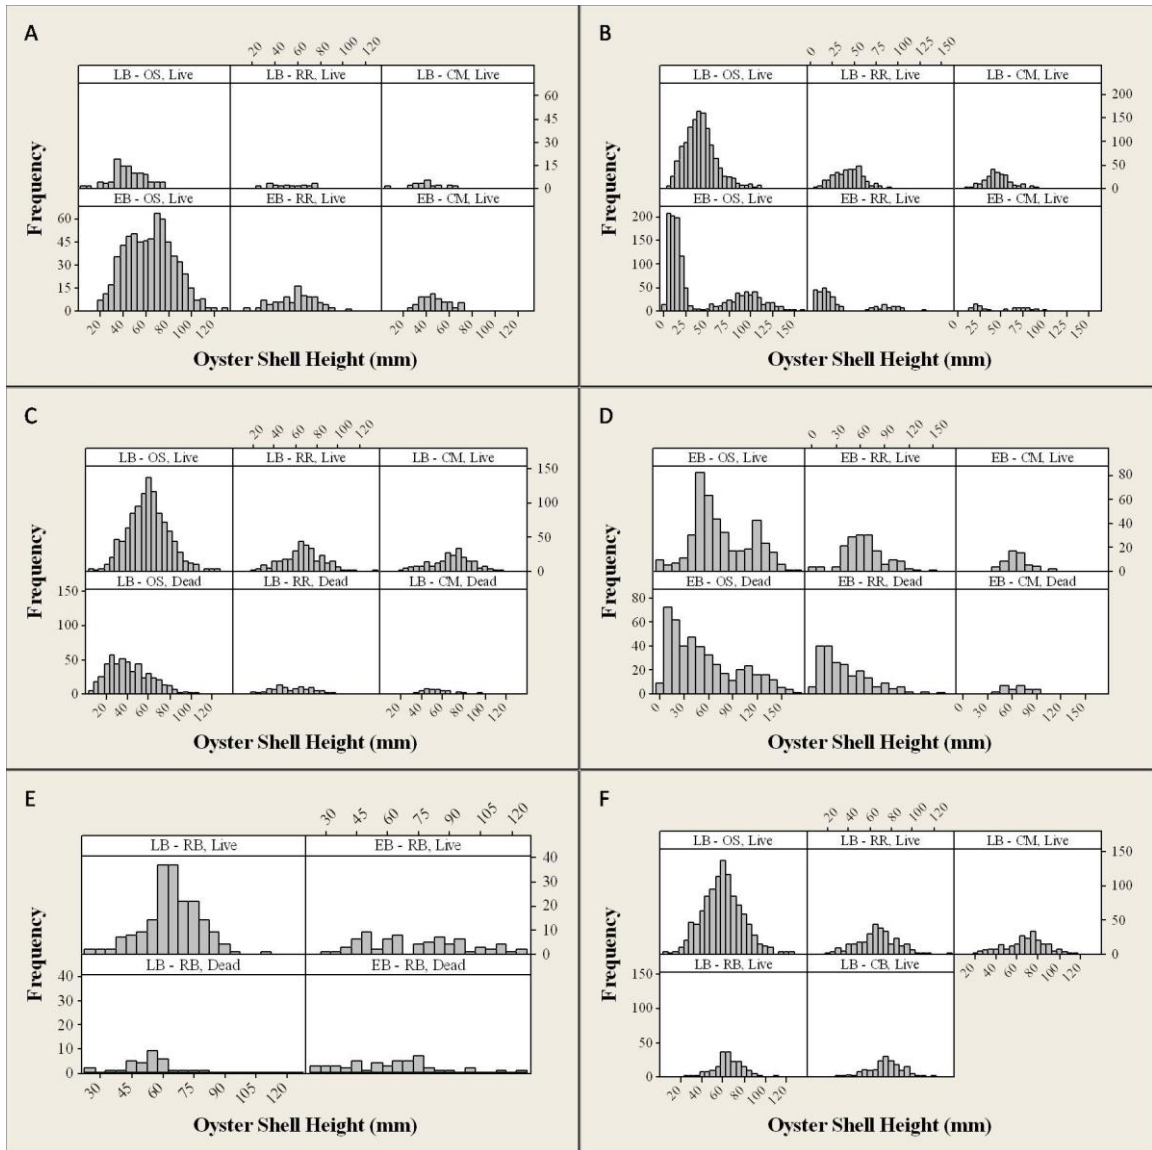 A
20 40 60 80 100 120
LB - OS, Live LB - RR, Live LB - CM, Live
60
45
30
15
0
EB - OS, Live EB - RR, Live EB - CM, Live
60
45
30
15
0
20 40 60 80 100 120 20 40 60 80 100 120
Frequency
Oyster Shell Height (mm)
B
0 25 50 75 100 125 150
LB - OS, Live LB - RR, Live LB - CM, Live
200
150
100
50
0
EB - OS, Live EB - RR, Live EB - CM, Live
200
150
100
50
0
0 25 50 75 100 125 150 0 25 50 75 100 125 150
Frequency
Oyster Shell Height (mm)
C
20 40 60 80 100 120
LB - OS, Live LB - RR, Live LB - CM, Live
150
100
50
0
LB - OS, Dead LB - RR, Dead LB - CM, Dead
150
100
50
0
20 40 60 80 100 120 20 40 60 80 100 120
Frequency
Oyster Shell Height (mm)
D
0 30 60 90 120 150
EB - OS, Live EB - RR, Live EB - CM, Live
80
60
40
20
0
EB - OS, Dead EB - RR, Dead EB - CM, Dead
80
60
40
20
0
0 30 60 90 120 150 0 30 60 90 120 150
Frequency
Oyster Shell Height (mm)
E
30 45 60 75 90 105 120
LB - RB, Live EB - RB, Live
40
30
20
10
0
LB - RB, Dead EB - RB, Dead
40
30
20
10
0
30 45 60 75 90 105 120
Frequency
Oyster Shell Height (mm)
F
20 40 60 80 100 120
LB - OS, Live LB - RR, Live LB - CM, Live
150
100
50
0
LB - RB, Live LB - CB, Live
20 40 60 80 100 120
150
100
50
0
20 40 60 80 100 120
Frequency
Oyster Shell Height (mm)